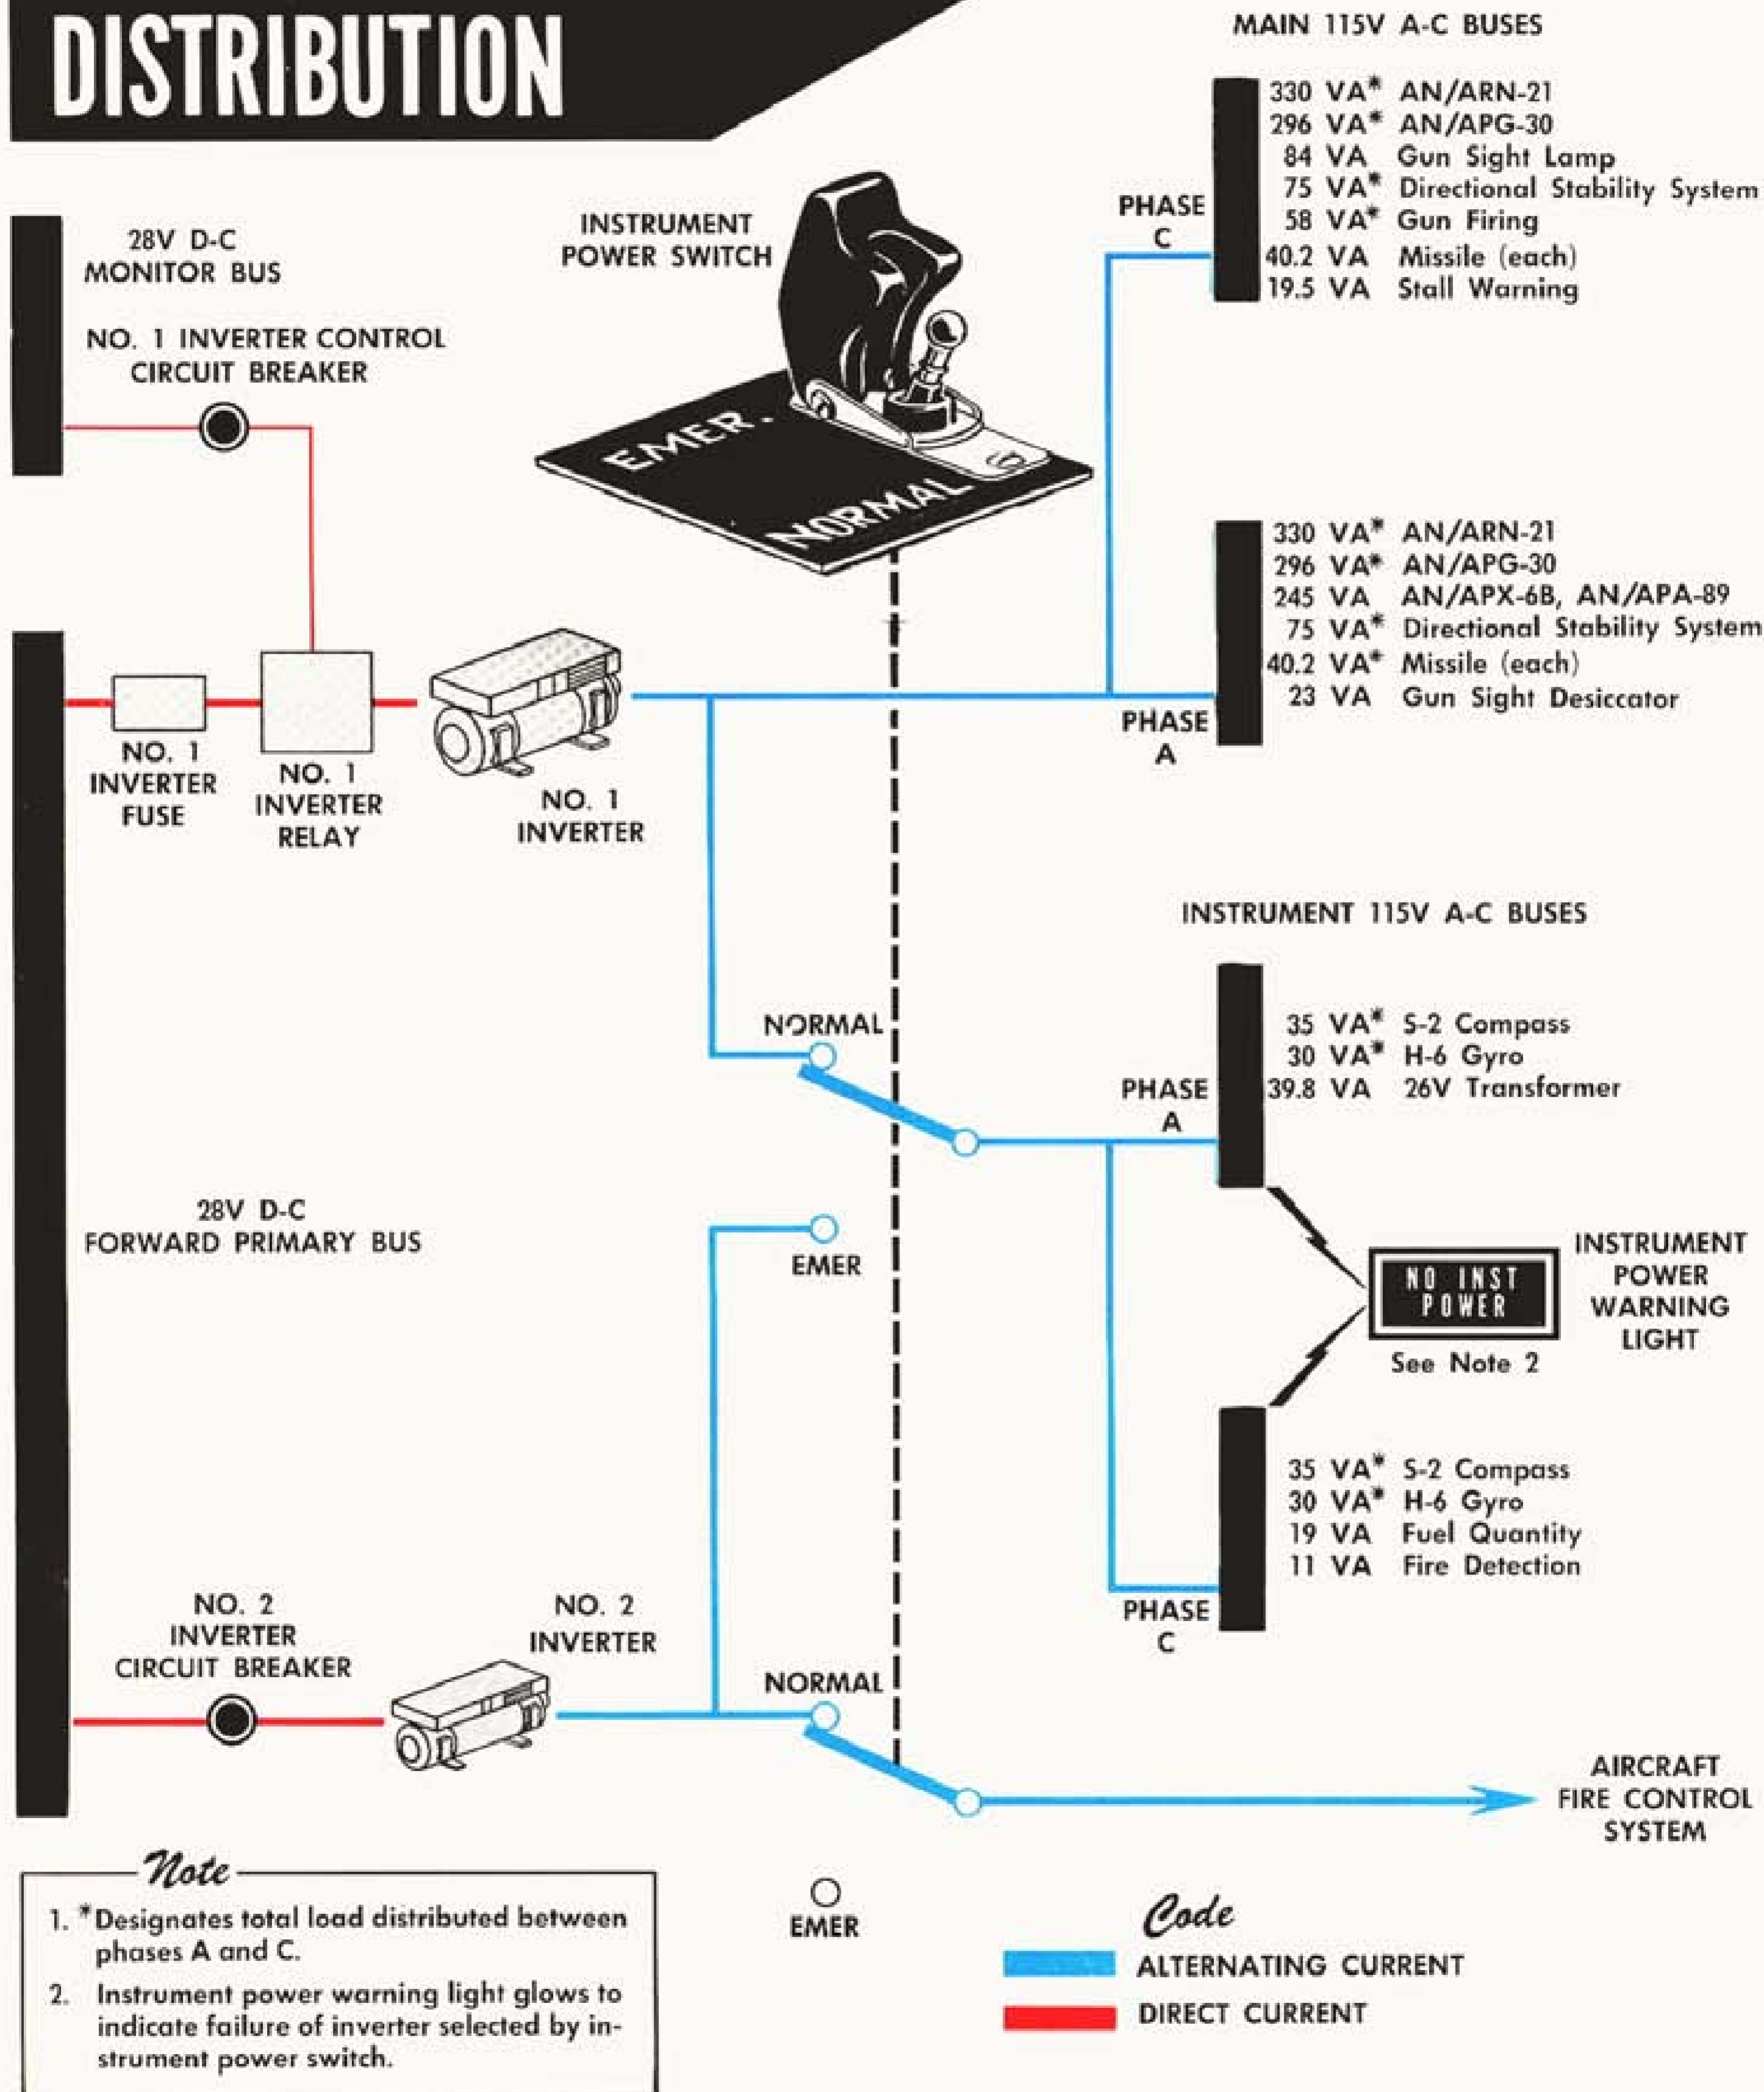 DISTRIBUTION
MAIN 115V A-C BUSES
330 VA* AN/ARN-21
296 VA* AN/APG-30
84 VA Gun Sight Lamp
75 VA* Directional Stability System
58 VA* Gun Firing
40.2 VA Missile (each)
19.5 VA Stall Warning
PHASE
C
INSTRUMENT
POWER SWITCH
EMER.
NORMAL
28V D-C
MONITOR BUS
NO. 1 INVERTER CONTROL
CIRCUIT BREAKER
330 VA* AN/ARN-21
296 VA* AN/APG-30
245 VA AN/APX-6B, AN/APA-89
75 VA* Directional Stability System
40.2 VA* Missile (each)
23 VA Gun Sight Desiccator
PHASE
A
NO. 1
INVERTER
FUSE
NO. 1
INVERTER
RELAY
NO. 1
INVERTER
INSTRUMENT 115V A-C BUSES
NORMAL
35 VA* S-2 Compass
30 VA* H-6 Gyro
39.8 VA 26V Transformer
PHASE
A
28V D-C
FORWARD PRIMARY BUS
EMER
NO INST
POWER
INSTRUMENT
POWER
WARNING
LIGHT
See Note 2
35 VA* S-2 Compass
30 VA* H-6 Gyro
19 VA Fuel Quantity
11 VA Fire Detection
PHASE
C
NO. 2
INVERTER
CIRCUIT BREAKER
NO. 2
INVERTER
NORMAL
AIRCRAFT
FIRE CONTROL
SYSTEM
EMER
Note
1. *Designates total load distributed between
phases A and C.
2. Instrument power warning light glows to
indicate failure of inverter selected by in-
strument power switch.
Code
ALTERNATING CURRENT
DIRECT CURRENT